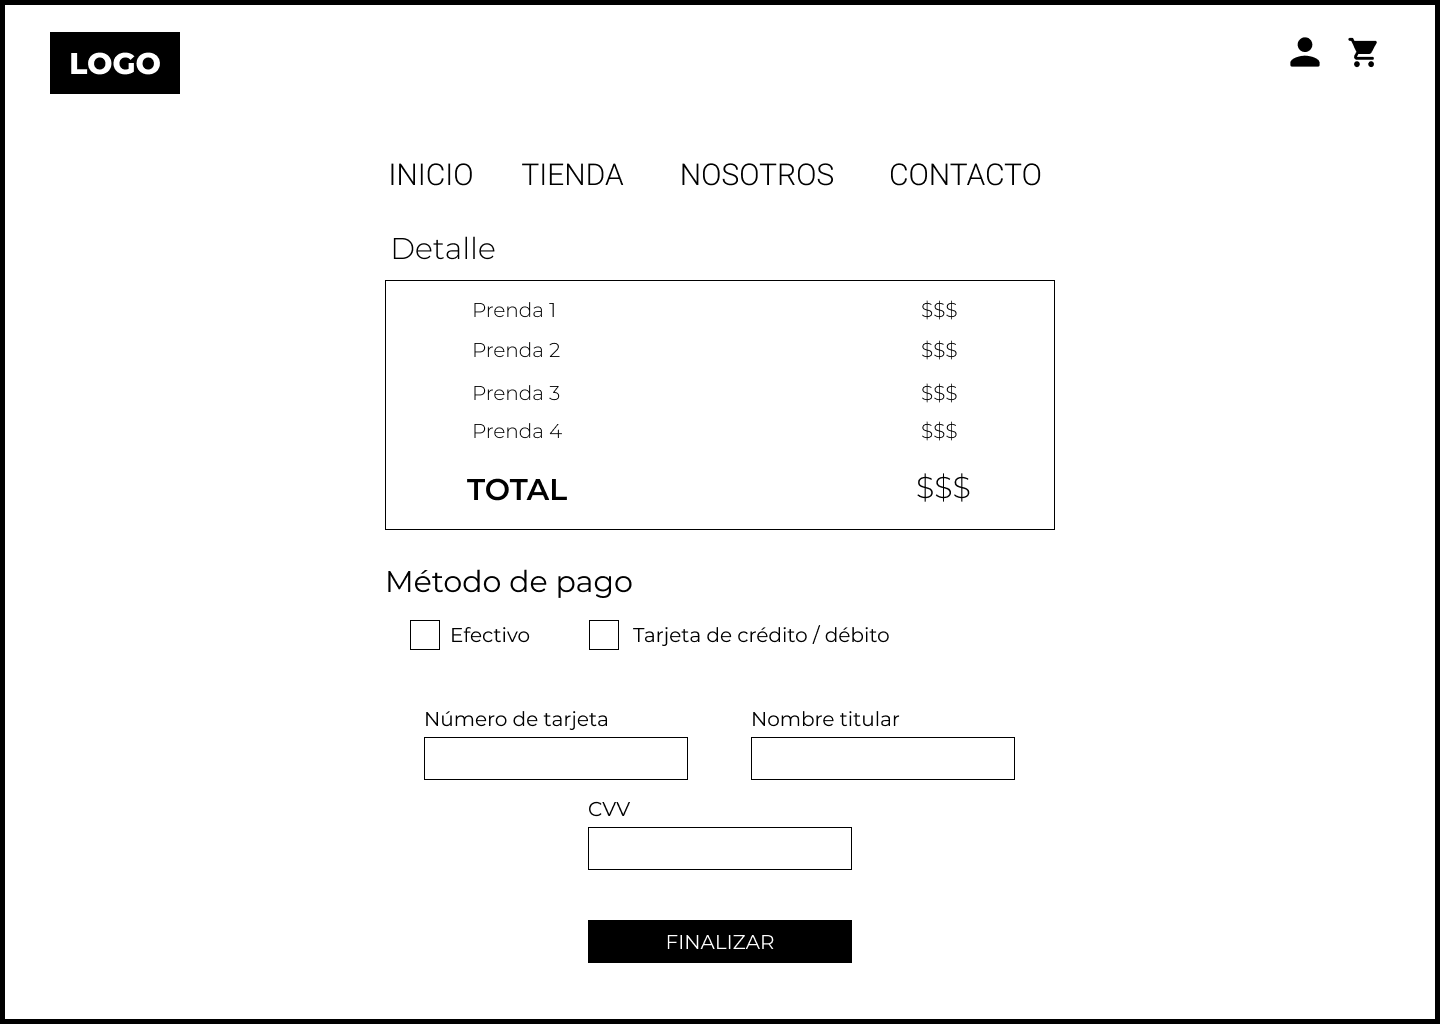 LOGO
INICIO TIENDA NOSOTROS CONTACTO
Detalle
Prenda 1 $$$
Prenda 2 $$$
Prenda 3 $$$
Prenda 4 $$$
TOTAL $$$
Método de pago
Efectivo Tarjeta de crédito / débito
Número de tarjeta Nombre titular
CVV
FINALIZAR